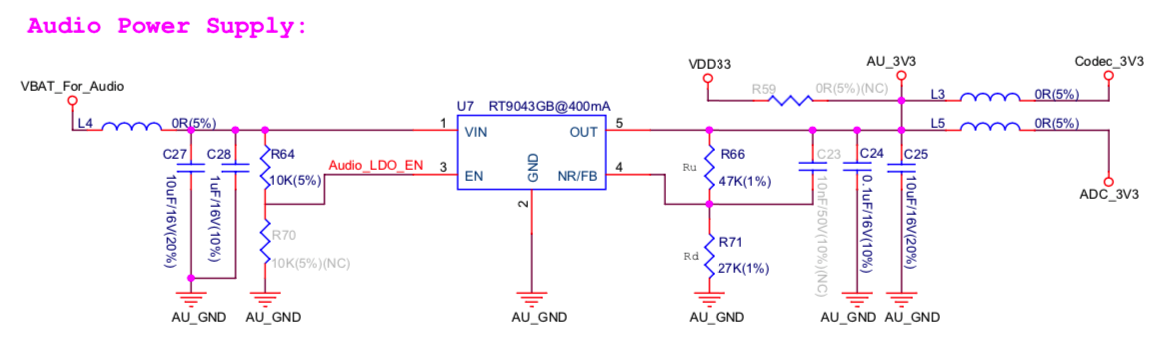 Audio Power Supply:
VBAT_For_Audio
L4
0R(5%)
C27
10uF/16V(20%)
C28
1uF/16V(10%)
R64
10K(5%)
R70
10K(5%)(NC)
Audio_LDO_EN
U7
RT9043GB@400mA
1
VIN
3
EN
GND
2
OUT
5
NR/FB
4
Ru
R66
47K(1%)
Rd
R71
27K(1%)
VDD33
R59
0R(5%)(NC)
AU_3V3
C23
10nF/50V(10%)(NC)
C24
0.1uF/16V(10%)
C25
10uF/16V(20%)
L3
0R(5%)
Codec_3V3
L5
0R(5%)
ADC_3V3
AU_GND
AU_GND
AU_GND
AU_GND
AU_GND
AU_GND